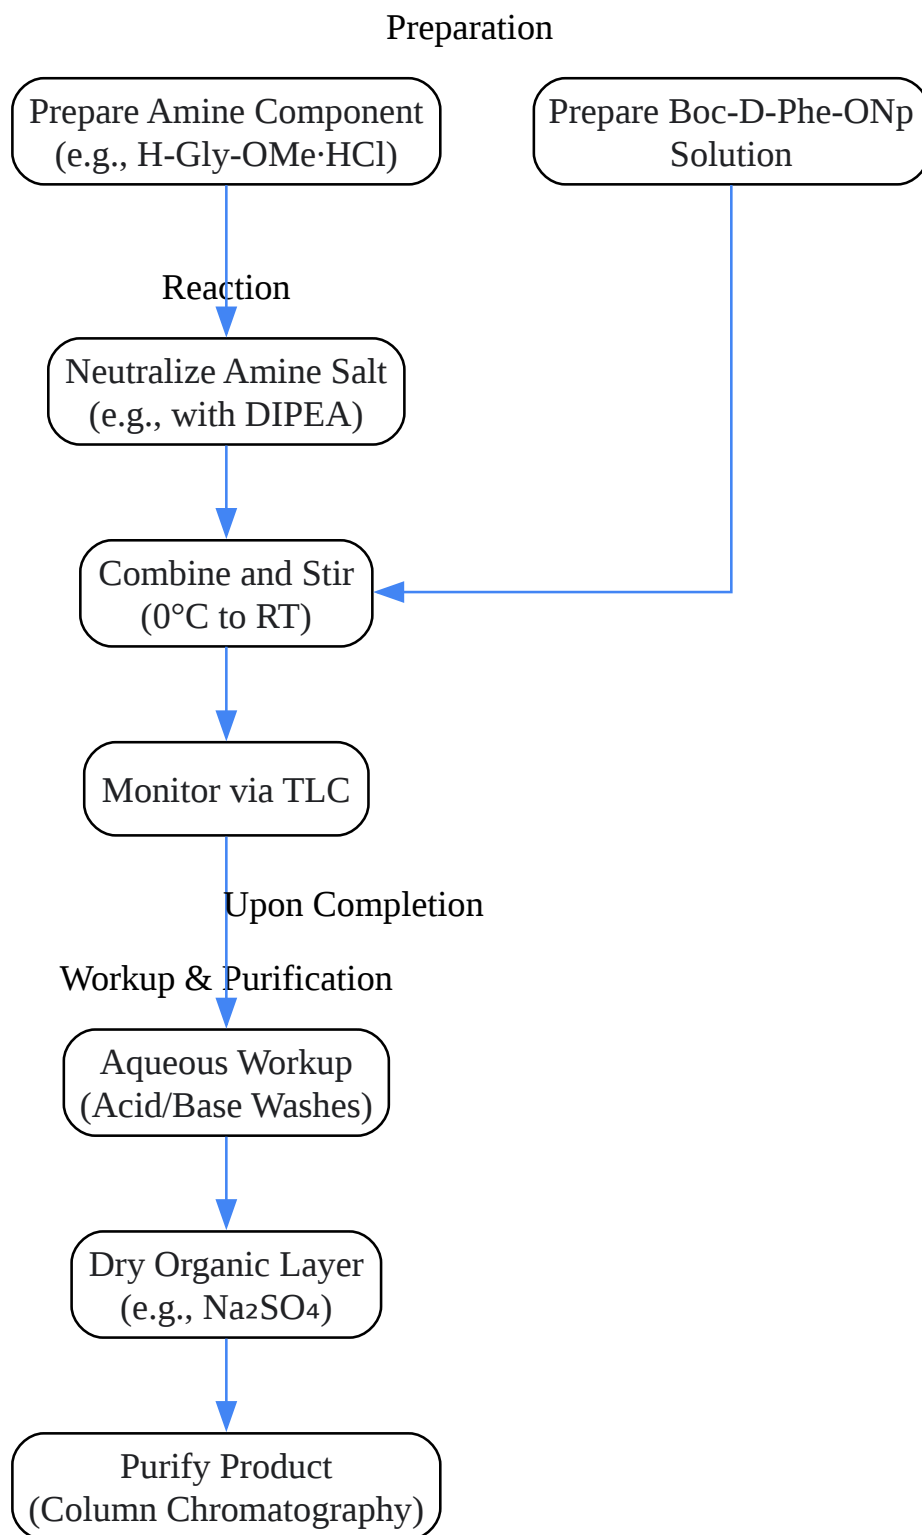 Preparation
Prepare Amine Component
(e.g., H-Gly-OMe·HCl)
Prepare Boc-D-Phe-ONp
Solution
Reaction
Neutralize Amine Salt
(e.g., with DIPEA)
Combine and Stir
(0°C to RT)
Monitor via TLC
Upon Completion
Workup & Purification
Aqueous Workup
(Acid/Base Washes)
Dry Organic Layer
(e.g., Na₂SO₄)
Purify Product
(Column Chromatography)